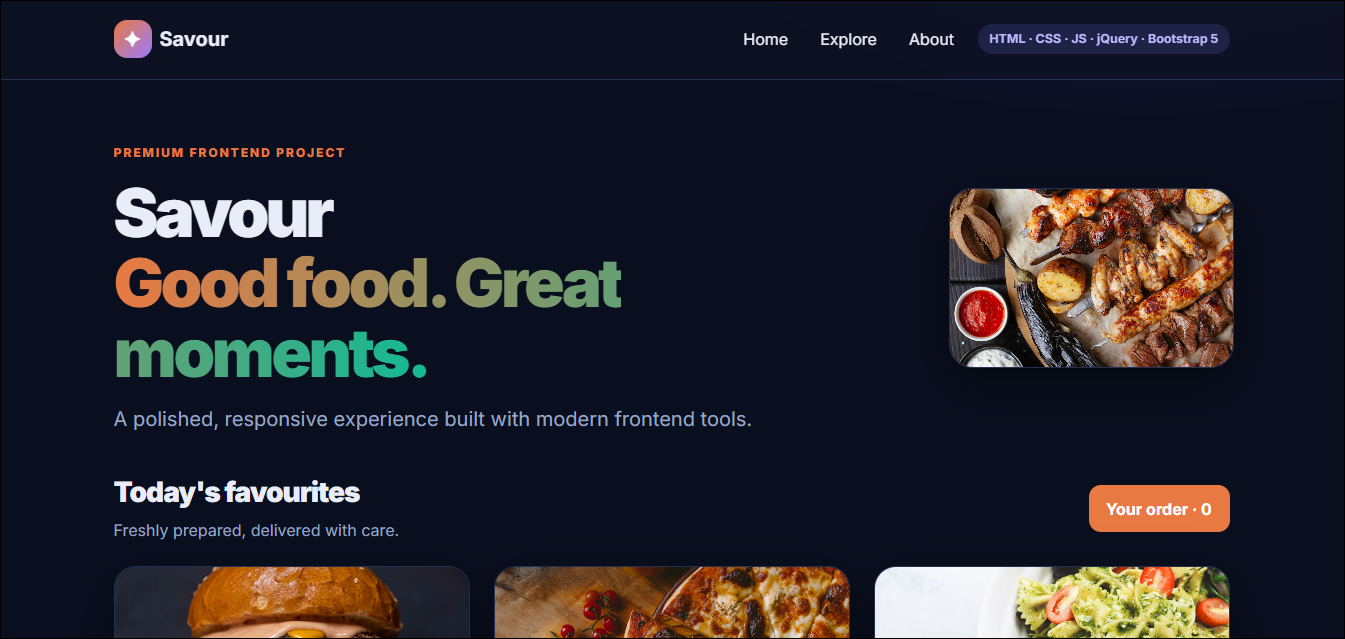 Savour
Home
Explore
About
HTML · CSS · JS · jQuery · Bootstrap 5
PREMIUM FRONTEND PROJECT
Savour
Good food. Great
moments.
A polished, responsive experience built with modern frontend tools.
Today's favourites
Your order · 0
Freshly prepared, delivered with care.